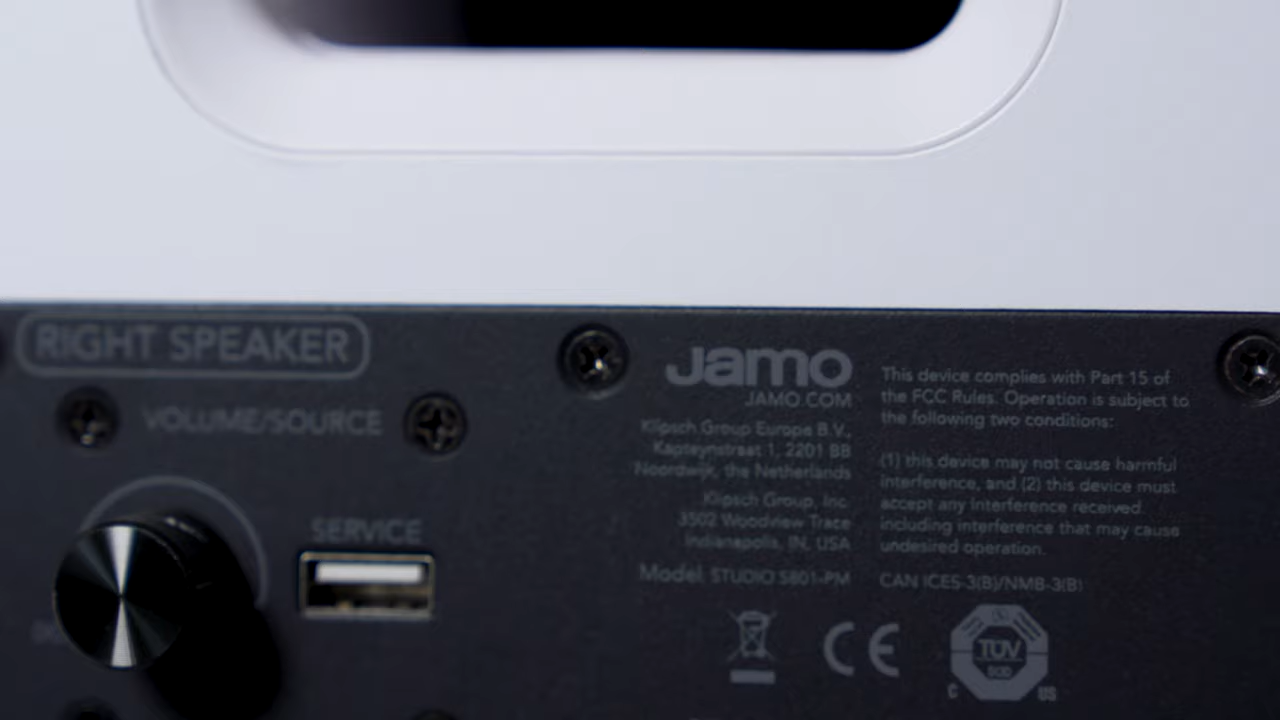 RIGHT SPEAKER
VOLUME/SOURCE
SERVICE
Jamo
JAMO.COM
Klipsch Group Europe B.V.,
Kapteynstraat 1, 2201 BB
Noordwijk, the Netherlands
Klipsch Group, Inc.
3502 Woodview Trace
Indianapolis, IN, USA
Model: STUDIO S801-PM
This device complies with Part 15 of
the FCC Rules. Operation is subject to
the following two conditions:
(1) this device may not cause harmful
interference, and (2) this device must
accept any interference received
including interference that may cause
undesired operation.
CAN ICES-3(B)/NMB-3(B)
CE
TÜV
C US